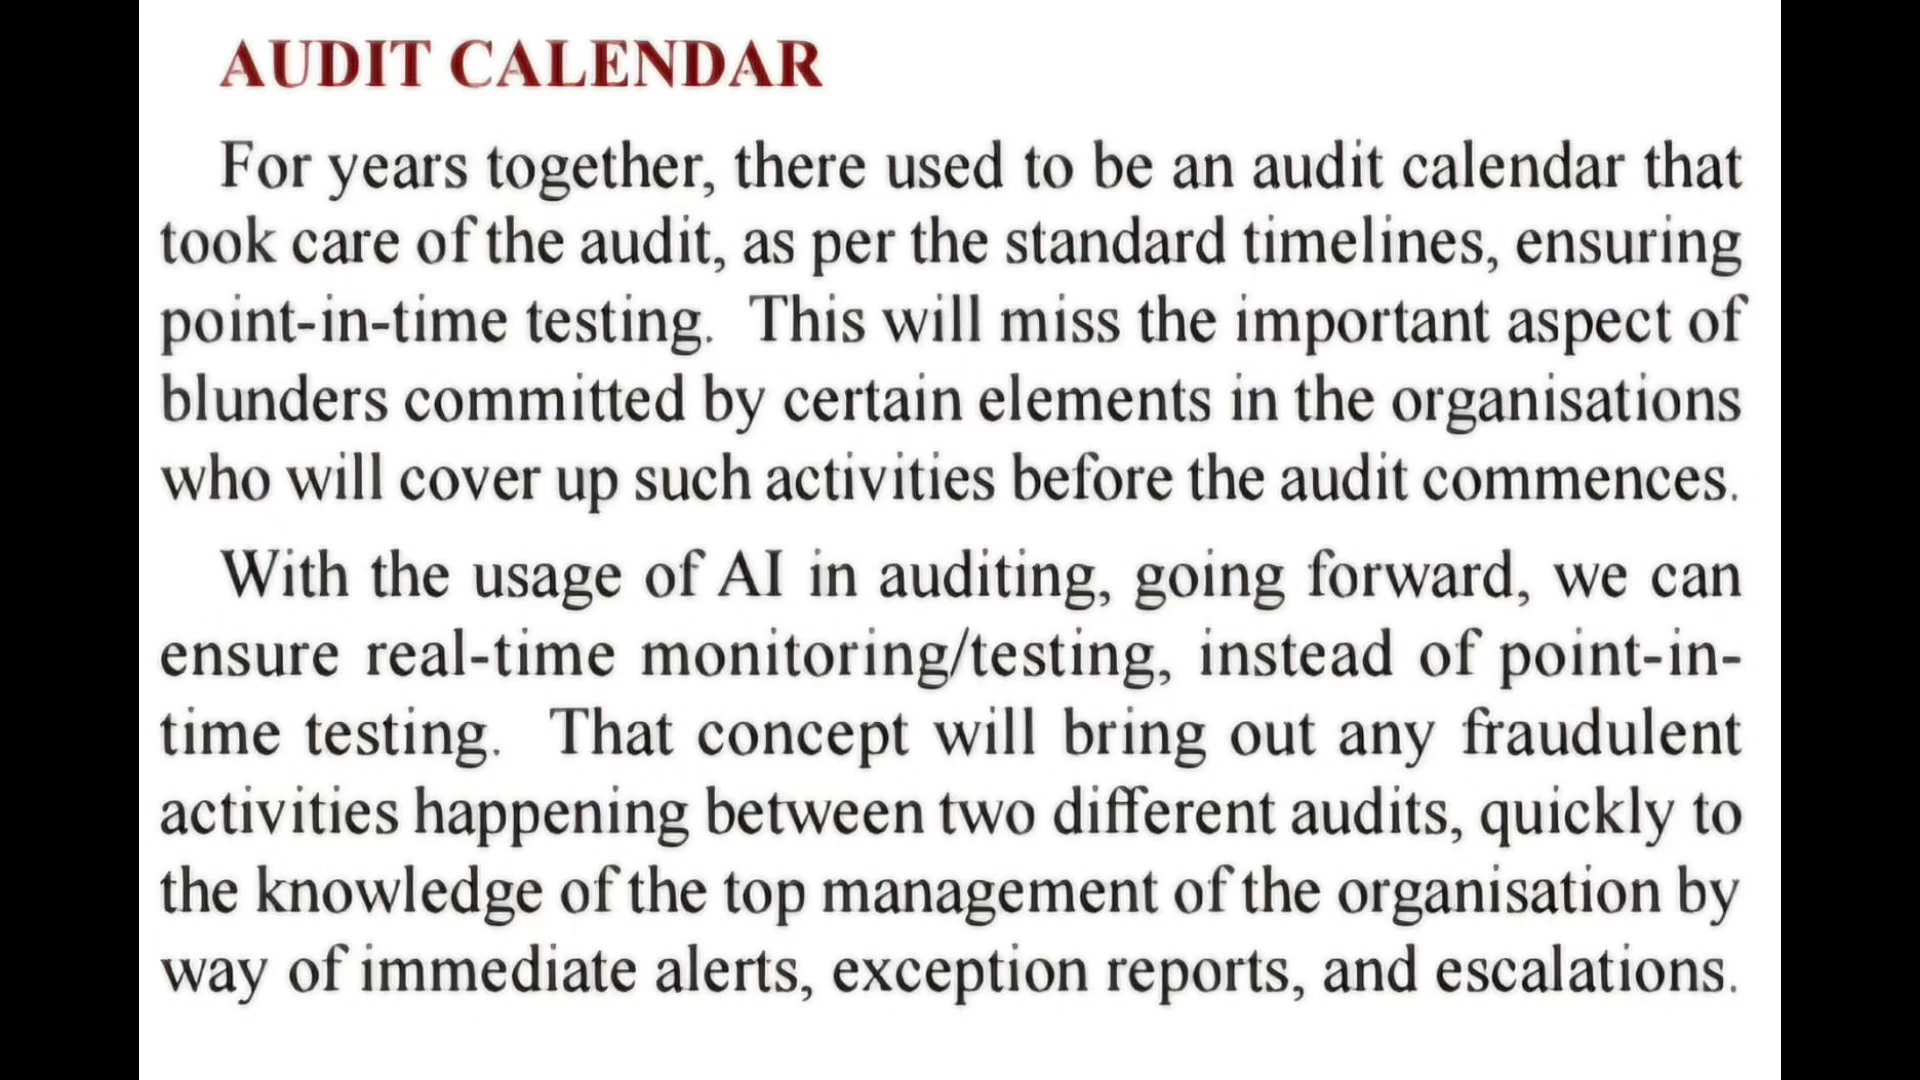 AUDIT CALENDAR
For years together, there used to be an audit calendar that
took care of the audit, as per the standard timelines, ensuring
point-in-time testing. This will miss the important aspect of
blunders committed by certain elements in the organisations
who will cover up such activities before the audit commences.
With the usage of AI in auditing, going forward, we can
ensure real-time monitoring/testing, instead of point-in-
time testing. That concept will bring out any fraudulent
activities happening between two different audits, quickly to
the knowledge of the top management of the organisation by
way of immediate alerts, exception reports, and escalations.